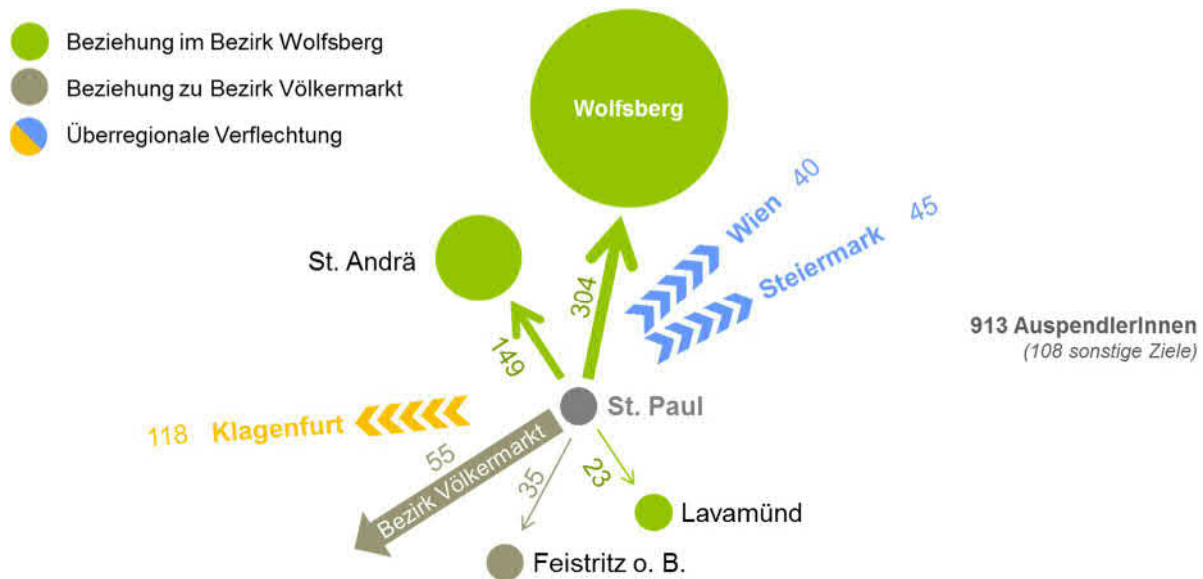 Beziehung im Bezirk Wolfsberg
Beziehung zu Bezirk Völkermarkt
Überregionale Verflechtung
Wolfsberg
Wien 40
Steiermark 45
St. Andrä
304
149
913 AuspendlerInnen
(108 sonstige Ziele)
St. Paul
118 Klagenfurt
55
Bezirk Völkermarkt
35
23
Lavamünd
Feistritz o. B.